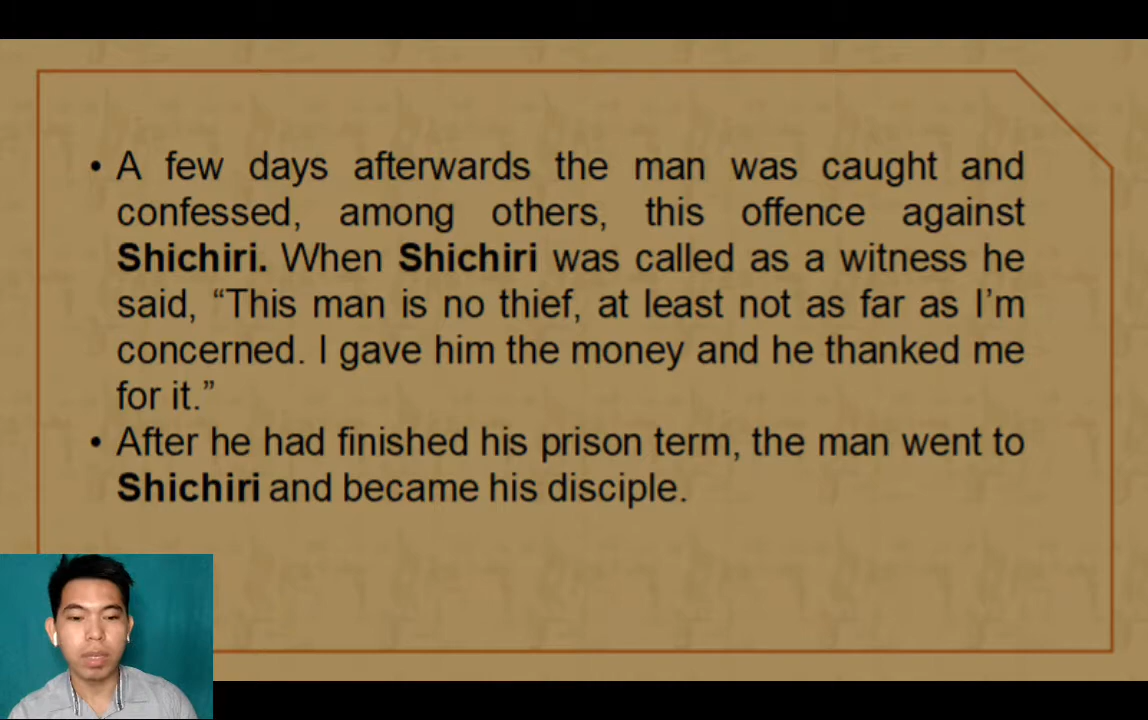 • A few days afterwards the man was caught and
confessed, among others, this offence against
Shichiri. When Shichiri was called as a witness he
said, “This man is no thief, at least not as far as I’m
concerned. I gave him the money and he thanked me
for it.”
• After he had finished his prison term, the man went to
Shichiri and became his disciple.